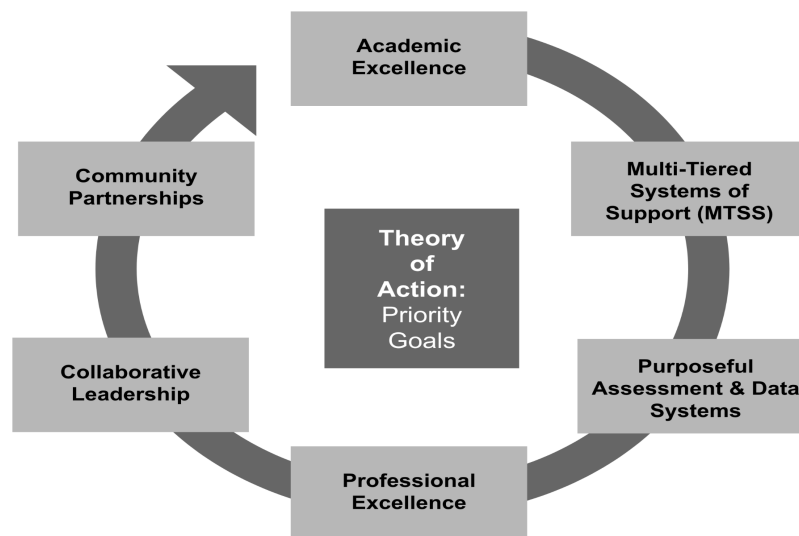 Academic
Excellence
Multi-Tiered
Systems of
Support (MTSS)
Purposeful
Assessment & Data
Systems
Professional
Excellence
Collaborative
Leadership
Community
Partnerships
Theory
of
Action:
Priority
Goals